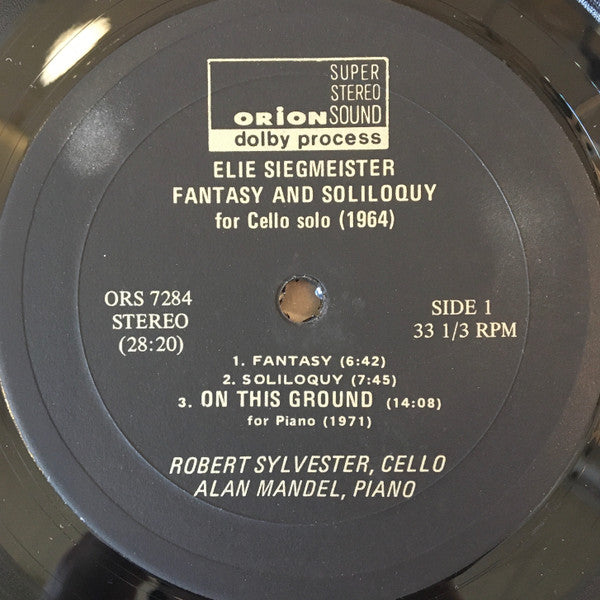 SUPER
STEREO
ORiON SOUND
dolby process
ELIE SIEGMEISTER
FANTASY AND SOLILOQUY
for Cello solo (1964)
ORS 7284
STEREO
(28:20)
SIDE 1
33 1/3 RPM
1. FANTASY (6:42)
2. SOLILOQUY (7:45)
3. ON THIS GROUND (14:08)
for Piano (1971)
ROBERT SYLVESTER, CELLO
ALAN MANDEL, PIANO